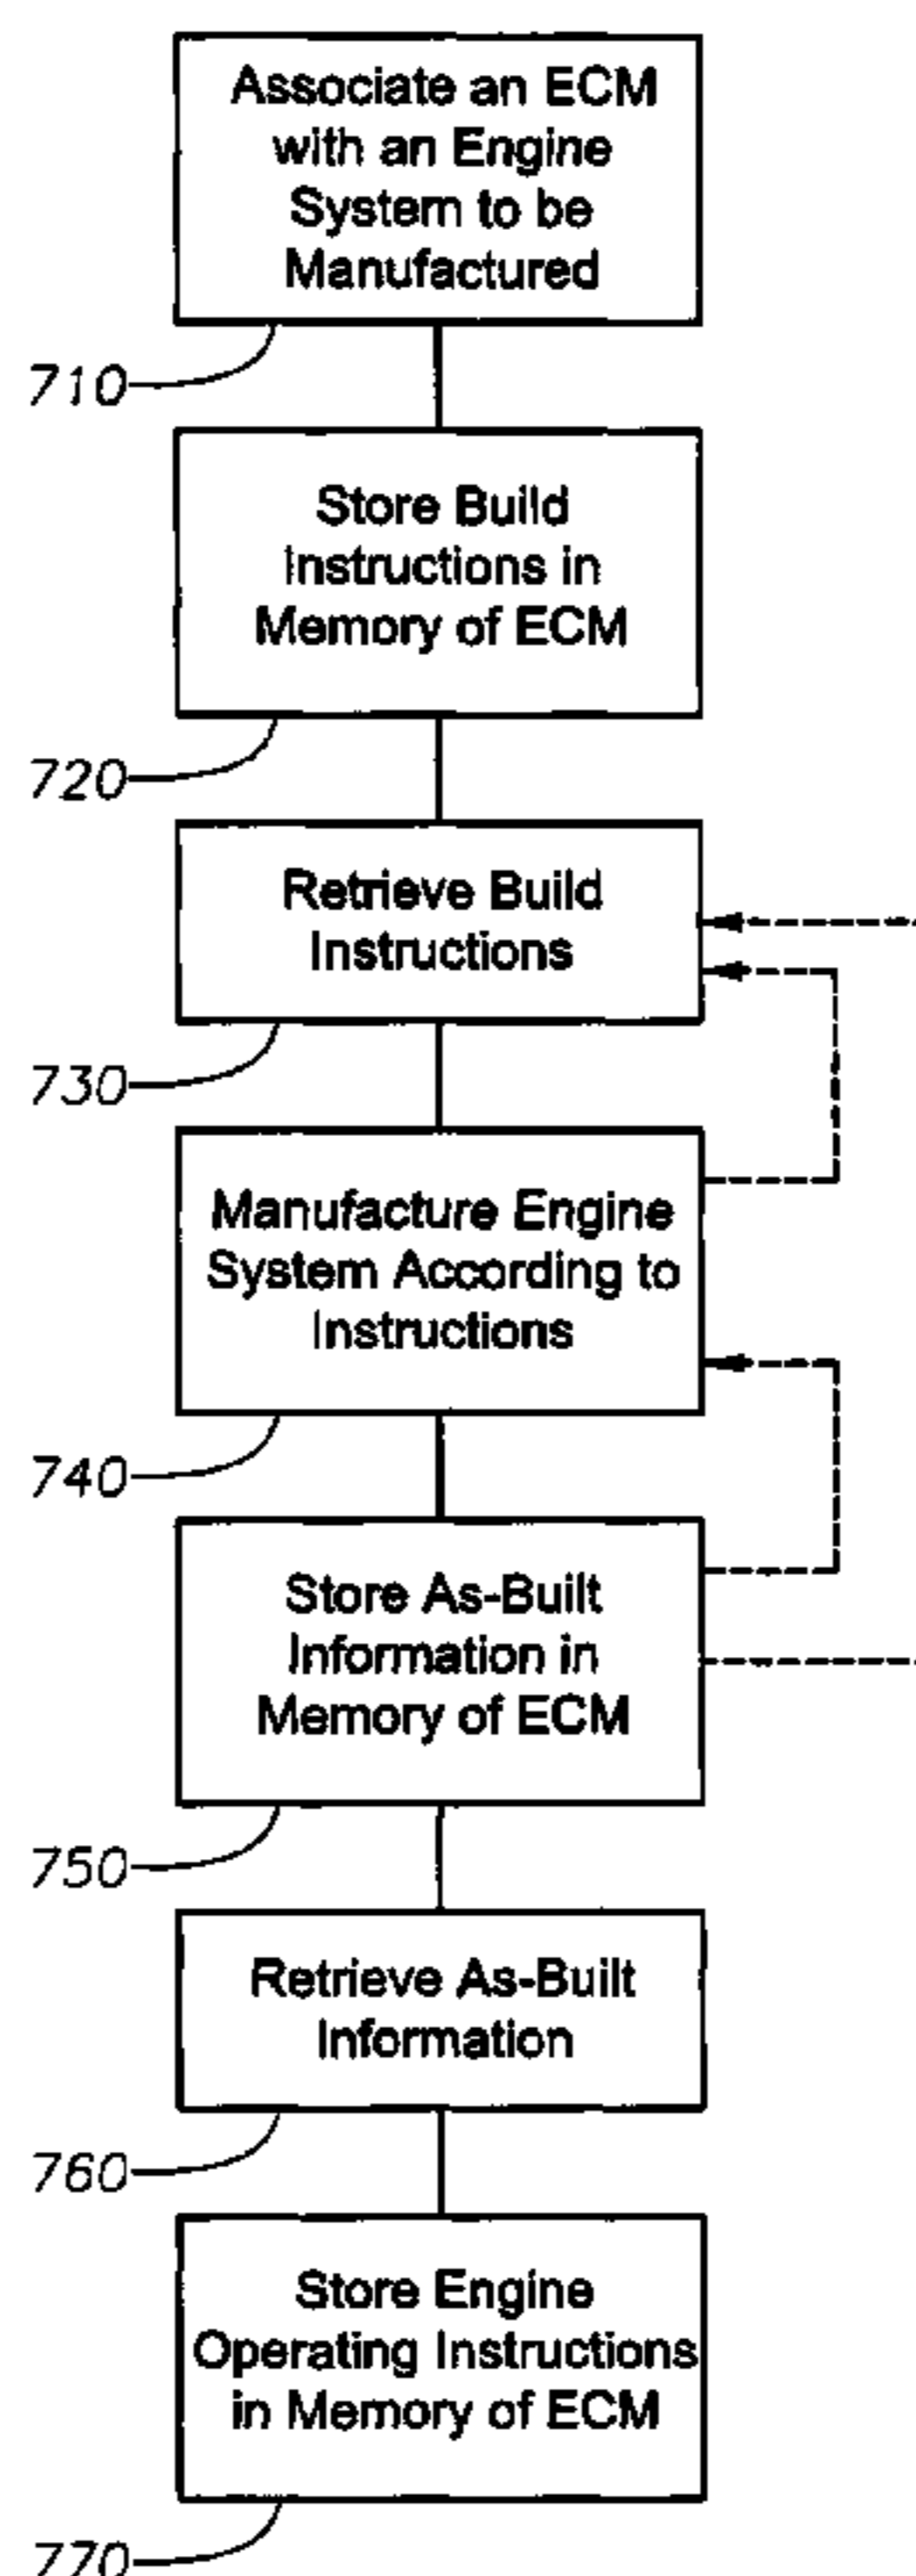 Associate an ECM
with an Engine
System to be
Manufactured
710
Store Build
Instructions in
Memory of ECM
720
Retrieve Build
Instructions
730
Manufacture Engine
System According to
Instructions
740
Store As-Built
Information in
Memory of ECM
750
Retrieve As-Built
Information
760
Store Engine
Operating Instructions
in Memory of ECM
770